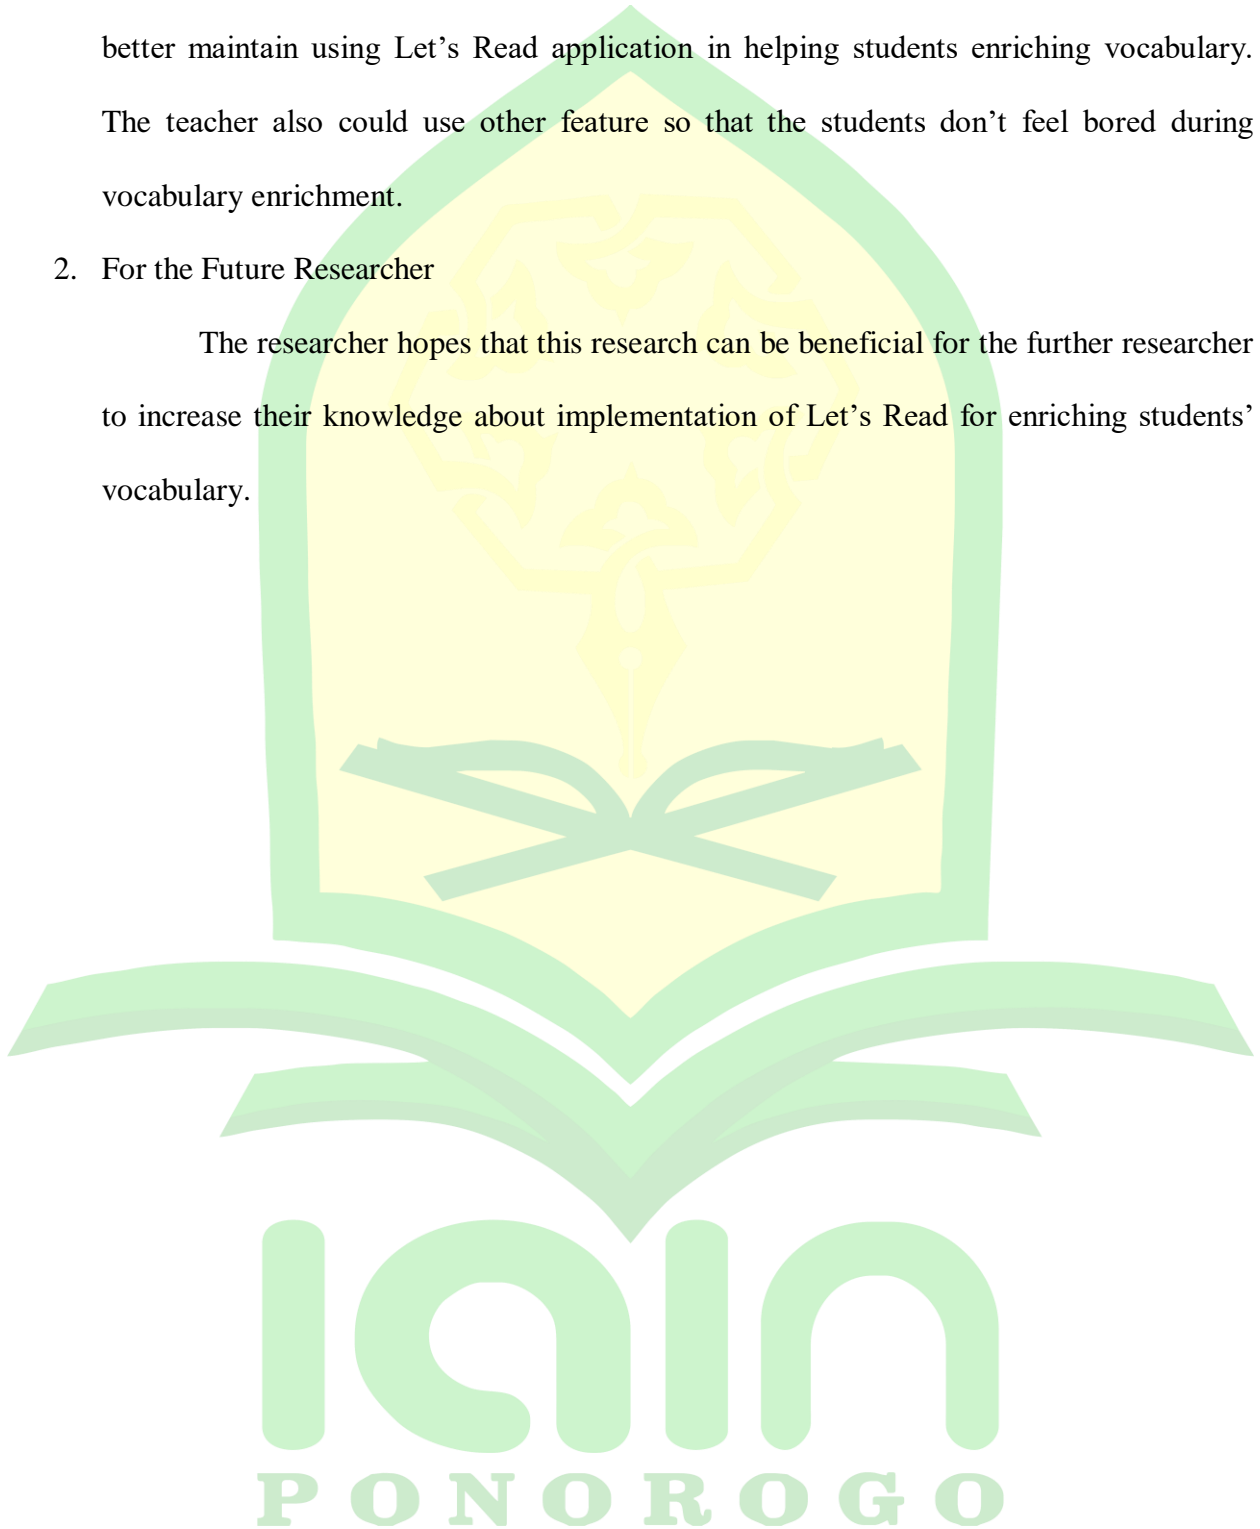 better maintain using Let’s Read application in helping students enriching vocabulary.
The teacher also could use other feature so that the students don’t feel bored during
vocabulary enrichment.
2. For the Future Researcher
The researcher hopes that this research can be beneficial for the further researcher
to increase their knowledge about implementation of Let’s Read for enriching students’
vocabulary.
iain
PONOROGO